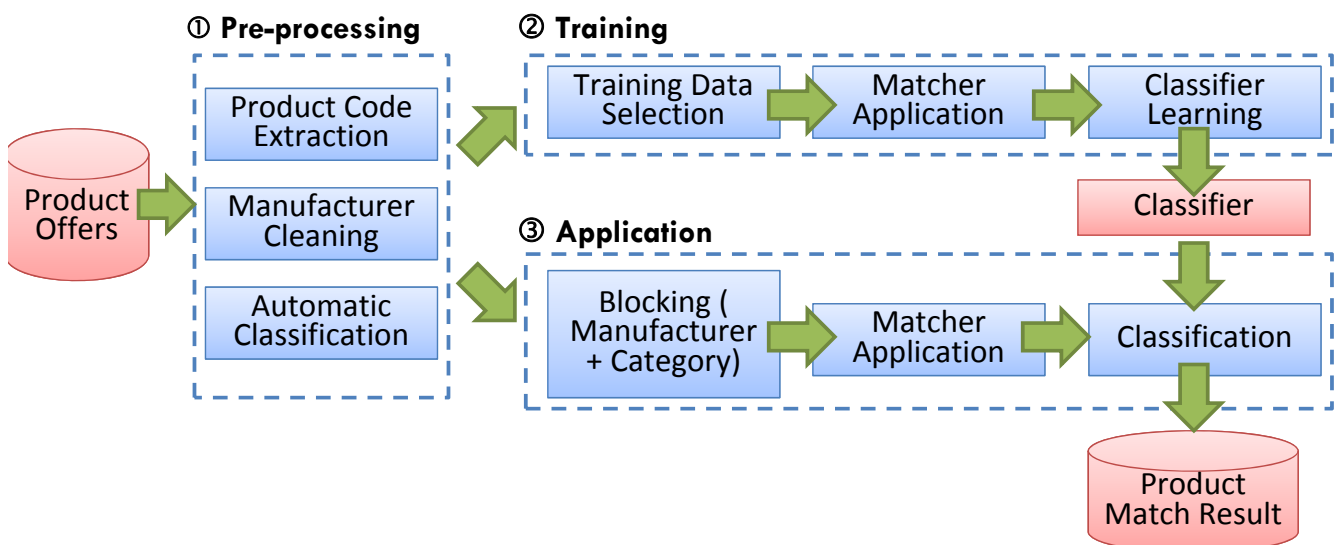 ① Pre-processing
② Training
Product
Offers
Product Code
Extraction
Manufacturer
Cleaning
Automatic
Classification
Training Data
Selection
Matcher
Application
Classifier
Learning
Classifier
③ Application
Blocking (
Manufacturer
+ Category)
Matcher
Application
Classification
Product
Match Result